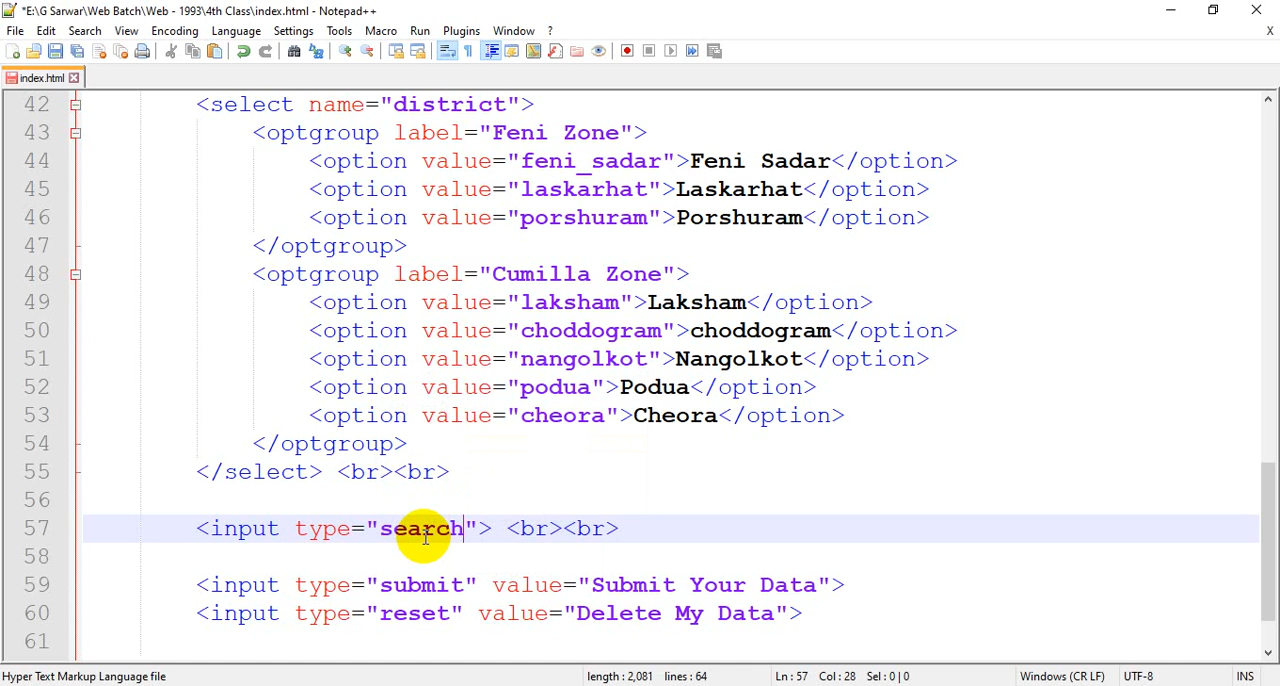 *E:\G Sarwar\Web Batch\Web - 1993\4th Class\index.html - Notepad++
File Edit Search View Encoding Language Settings Tools Macro Run Plugins Window ? X
index.html
42 <select name="district">
43 <optgroup label="Feni Zone">
44 <option value="feni_sadar">Feni Sadar</option>
45 <option value="laskarhat">Laskarhat</option>
46 <option value="porshuram">Porshuram</option>
47 </optgroup>
48 <optgroup label="Cumilla Zone">
49 <option value="laksham">Laksham</option>
50 <option value="choddogram">choddogram</option>
51 <option value="nangolkot">Nangolkot</option>
52 <option value="podua">Podua</option>
53 <option value="cheora">Cheora</option>
54 </optgroup>
55 </select> <br><br>
56
57 <input type="search"> <br><br>
58
59 <input type="submit" value="Submit Your Data">
60 <input type="reset" value="Delete My Data">
61
Hyper Text Markup Language file length : 2,081 lines : 64 Ln : 57 Col : 28 Sel : 0 | 0 Windows (CR LF) UTF-8 INS